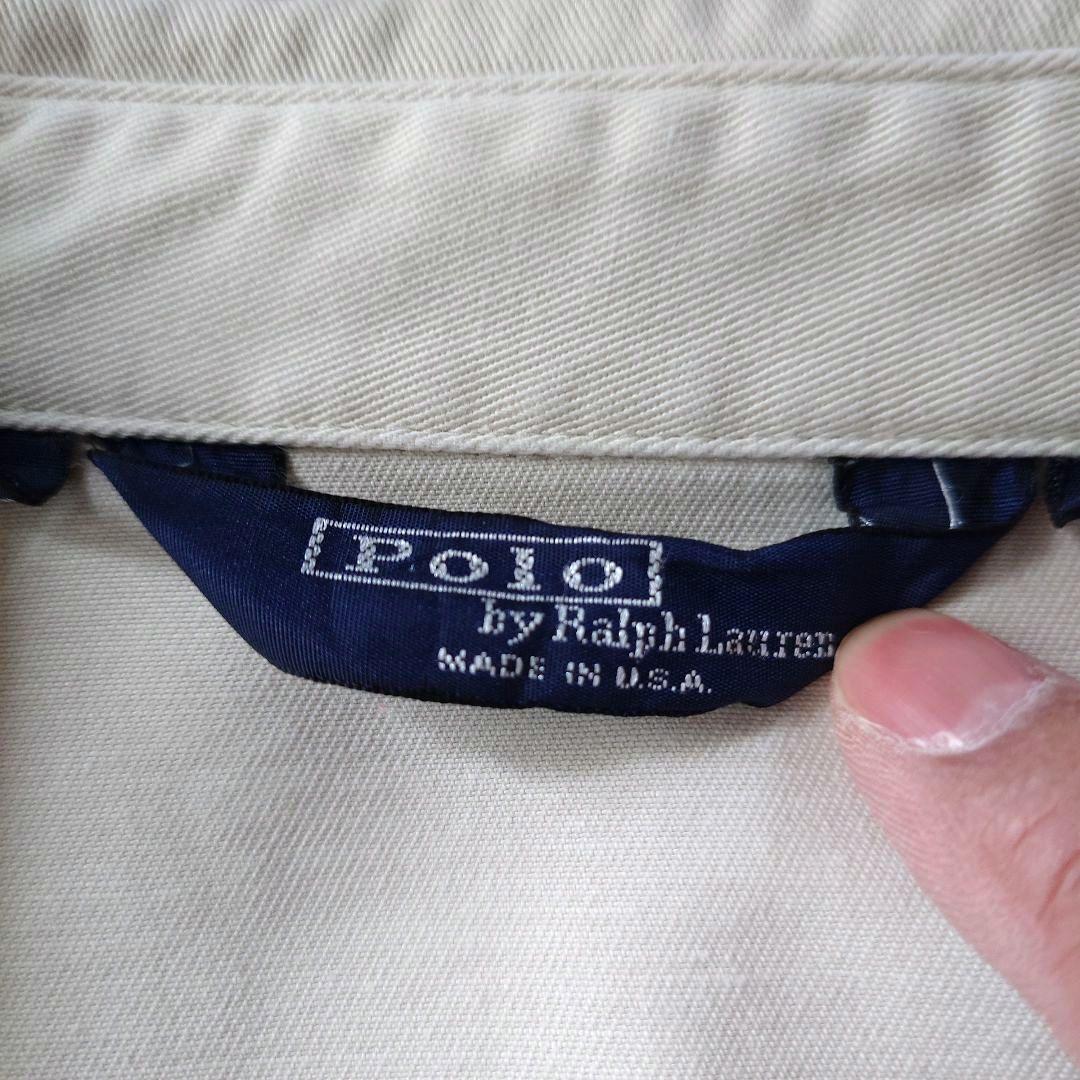 Polo
by Ralph Lauren
MADE IN U.S.A.